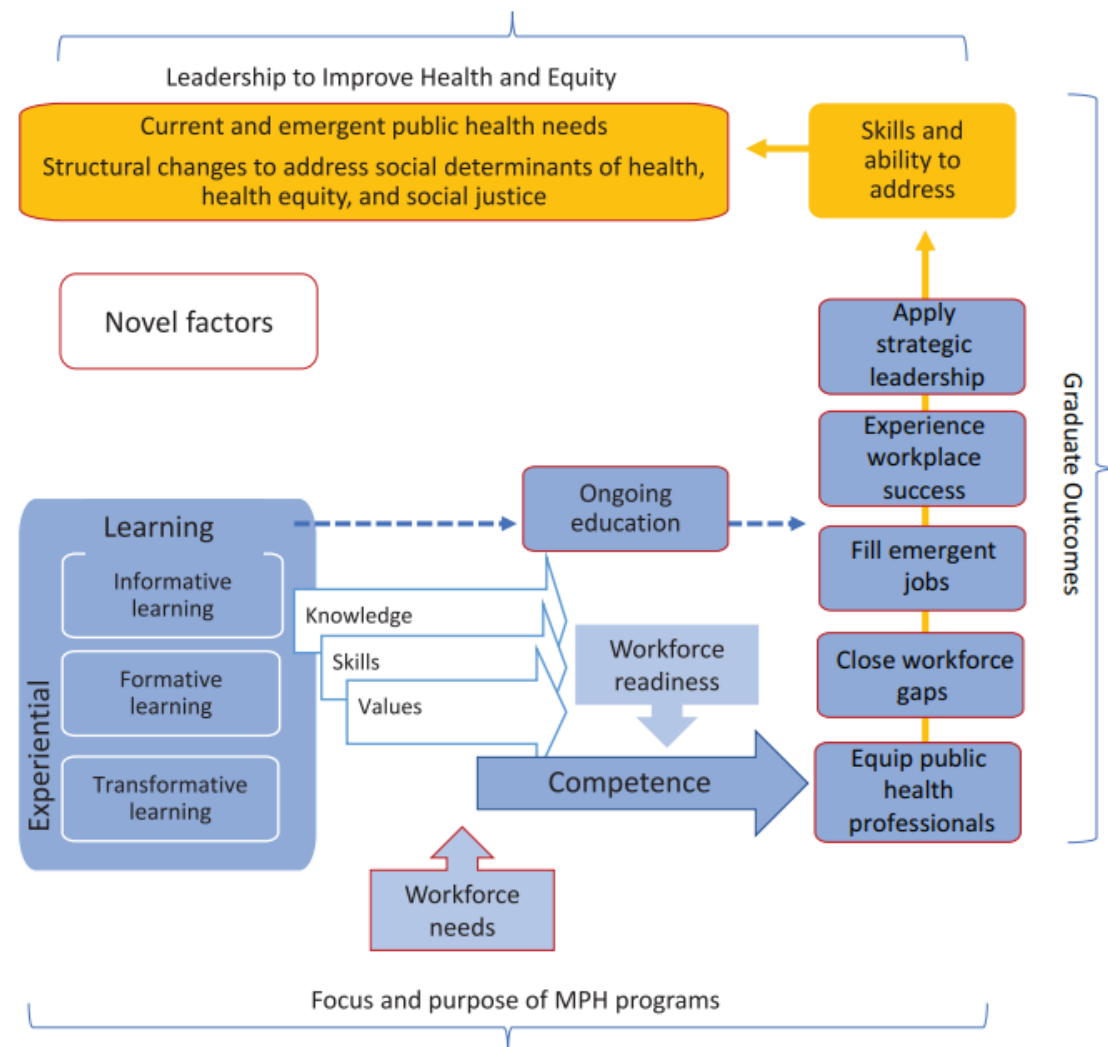 Leadership to Improve Health and Equity
Current and emergent public health needs
Structural changes to address social determinants of health,
health equity, and social justice
Skills and
ability to
address
Novel factors
Apply
strategic
leadership
Experience
workplace
success
Fill emergent
jobs
Close workforce
gaps
Equip public
health
professionals
Graduate Outcomes
Ongoing
education
Learning
Experiential
Informative
learning
Formative
learning
Transformative
learning
Knowledge
Skills
Values
Workforce
readiness
Competence
Workforce
needs
Focus and purpose of MPH programs